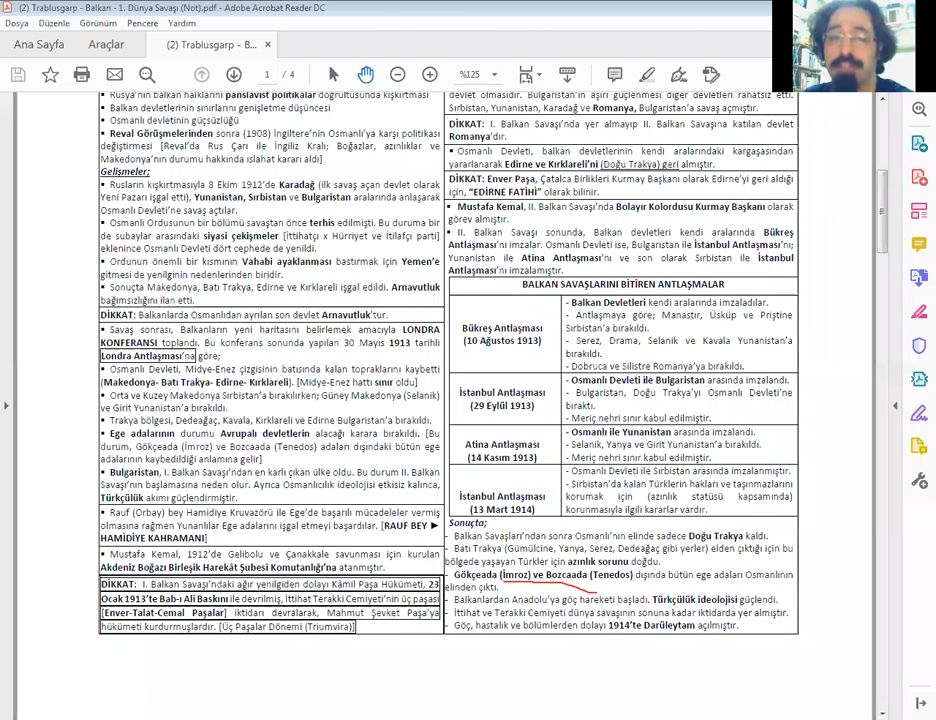 (2) Trablusgarp - Balkan - 1. Dünya Savaşı (Not).pdf - Adobe Acrobat Reader DC
Dosya Düzenle Görünüm Pencere Yardım
Ana Sayfa Araçlar (2) Trablusgarp - B... ×
1 / 4 %125
▪ Rusya'nın balkan halklarını panslavist politikalar doğrultusunda kışkırtması
▪ Balkan devletlerinin sınırlarını genişletme düşüncesi
▪ Osmanlı devletinin güçsüzlüğü
▪ Reval Görüşmelerinden sonra (1908) İngiltere'nin Osmanlı'ya karşı politikası
değiştirmesi [Reval'da Rus Çarı ile İngiliz Kralı; Boğazlar, azınlıklar ve
Makedonya'nın durumu hakkında ıslahat kararı aldı]
Gelişmeler;
▪ Rusların kışkırtmasıyla 8 Ekim 1912'de Karadağ (ilk savaş açan devlet olarak
Yeni Pazarı işgal etti), Yunanistan, Sırbistan ve Bulgaristan aralarında anlaşarak
Osmanlı Devleti'ne savaş açtılar.
▪ Osmanlı Ordusunun bir bölümü savaştan önce terhis edilmişti. Bu duruma bir
de subaylar arasındaki siyasi çekişmeler [İttihatçı x Hürriyet ve İtilafçı parti]
eklenince Osmanlı Devleti dört cephede de yenildi.
▪ Ordunun önemli bir kısmının Vahabi ayaklanması bastırmak için Yemen'e
gitmesi de yenilginin nedenlerinden biridir.
▪ Sonuçta Makedonya, Batı Trakya, Edirne ve Kırklareli işgal edildi. Arnavutluk
bağımsızlığını ilan etti.
DİKKAT: Balkanlarda Osmanlıdan ayrılan son devlet Arnavutluk'tur.
▪ Savaş sonrası, Balkanların yeni haritasını belirlemek amacıyla LONDRA
KONFERANSI toplandı. Bu konferans sonunda yapılan 30 Mayıs 1913 tarihli
Londra Antlaşması'na göre;
▪ Osmanlı Devleti, Midye-Enez çizgisinin batısında kalan topraklarını kaybetti
(Makedonya- Batı Trakya- Edirne- Kırklareli). [Midye-Enez hattı sınır oldu]
▪ Orta ve Kuzey Makedonya Sırbistan'a bırakılırken; Güney Makedonya (Selanik)
ve Girit Yunanistan'a bırakıldı.
▪ Trakya bölgesi, Dedeağaç, Kavala, Kırklareli ve Edirne Bulgaristan'a bırakıldı.
▪ Ege adalarının durumu Avrupalı devletlerin alacağı karara bırakıldı. [Bu
durum, Gökçeada (İmroz) ve Bozcaada (Tenedos) adaları dışındaki bütün ege
adalarının kaybedildiği anlamına gelir]
▪ Bulgaristan, I. Balkan Savaşı'ndan en karlı çıkan ülke oldu. Bu durum II. Balkan
Savaşı'nın başlamasına neden olur. Ayrıca Osmanlıcılık ideolojisi etkisiz kalınca,
Türkçülük akımı güçlendirmiştir.
▪ Rauf (Orbay) bey Hamidiye Kruvazörü ile Ege'de başarılı mücadeleler vermiş
olmasına rağmen Yunanlılar Ege adalarını işgal etmeyi başardılar. [RAUF BEY ►
HAMİDİYE KAHRAMANI]
▪ Mustafa Kemal, 1912'de Gelibolu ve Çanakkale savunması için kurulan
Akdeniz Boğazı Birleşik Harekât Şubesi Komutanlığı'na atanmıştır.
DİKKAT: I. Balkan Savaşı'ndaki ağır yenilgiden dolayı Kâmil Paşa Hükümeti, 23
Ocak 1913'te Bab-ı Ali Baskını ile devrilmiş, İttihat Terakki Cemiyeti'nin üç paşası
[Enver-Talat-Cemal Paşalar] iktidarı devralarak, Mahmut Şevket Paşa'ya
hükümeti kurdurmuşlardır. [Üç Paşalar Dönemi (Triumvira)]
devlet olmasıdır. Bulgaristan'ın aşırı güçlenmesi diğer devletleri rahatsız etti.
Sırbistan, Yunanistan, Karadağ ve Romanya, Bulgaristan'a savaş açmıştır.
DİKKAT: I. Balkan Savaşı'nda yer almayıp II. Balkan Savaşına katılan devlet
Romanya'dır.
▪ Osmanlı Devleti, balkan devletlerinin kendi aralarındaki kargaşasından
yararlanarak Edirne ve Kırklareli'ni (Doğu Trakya) geri almıştır.
DİKKAT: Enver Paşa, Çatalca Birlikleri Kurmay Başkanı olarak Edirne'yi geri aldığı
için, "EDİRNE FATİHİ" olarak bilinir.
▪ Mustafa Kemal, II. Balkan Savaşı'nda Bolayır Kolordusu Kurmay Başkanı olarak
görev almıştır.
▪ II. Balkan Savaşı sonunda, Balkan devletleri kendi aralarında Bükreş
Antlaşması'nı imzalar. Osmanlı Devleti ise, Bulgaristan ile İstanbul Antlaşması'nı;
Yunanistan ile Atina Antlaşması'nı ve son olarak Sırbistan ile İstanbul
Antlaşması'nı imzalamıştır.
BALKAN SAVAŞLARINI BİTİREN ANTLAŞMALAR
Bükreş Antlaşması
(10 Ağustos 1913)
- Balkan Devletleri kendi aralarında imzaladılar.
- Antlaşmaya göre; Manastır, Üsküp ve Priştine
Sırbistan'a bırakıldı.
- Serez, Drama, Selanik ve Kavala Yunanistan'a
bırakıldı.
- Dobruca ve Silistre Romanya'ya bırakıldı.
İstanbul Antlaşması
(29 Eylül 1913)
- Osmanlı Devleti ile Bulgaristan arasında imzalandı.
- Bulgaristan, Doğu Trakya'yı Osmanlı Devleti'ne
bıraktı.
- Meriç nehri sınır kabul edilmiştir.
Atina Antlaşması
(14 Kasım 1913)
- Osmanlı ile Yunanistan arasında imzalandı.
- Selanik, Yanya ve Girit Yunanistan'a bırakıldı.
- Meriç nehri sınır kabul edilmiştir.
İstanbul Antlaşması
(13 Mart 1914)
- Osmanlı Devleti ile Sırbistan arasında imzalanmıştır.
- Sırbistan'da kalan Türklerin hakları ve taşınmazlarını
korumak için (azınlık statüsü kapsamında)
korunmasıyla ilgili kararlar vardır.
Sonuçta;
- Balkan Savaşları'ndan sonra Osmanlı'nın elinde sadece Doğu Trakya kaldı.
- Batı Trakya (Gümülcine, Yanya, Serez, Dedeağaç gibi yerler) elden çıktığı için bu
bölgede yaşayan Türkler için azınlık sorunu doğdu.
- Gökçeada (İmroz) ve Bozcaada (Tenedos) dışında bütün ege adaları Osmanlının
elinden çıktı.
- Balkanlardan Anadolu'ya göç hareketi başladı. Türkçülük ideolojisi güçlendi.
- İttihat ve Terakki Cemiyeti dünya savaşının sonuna kadar iktidarda yer almıştır.
- Göç, hastalık ve bölümlerden dolayı 1914'te Darüleytam açılmıştır.